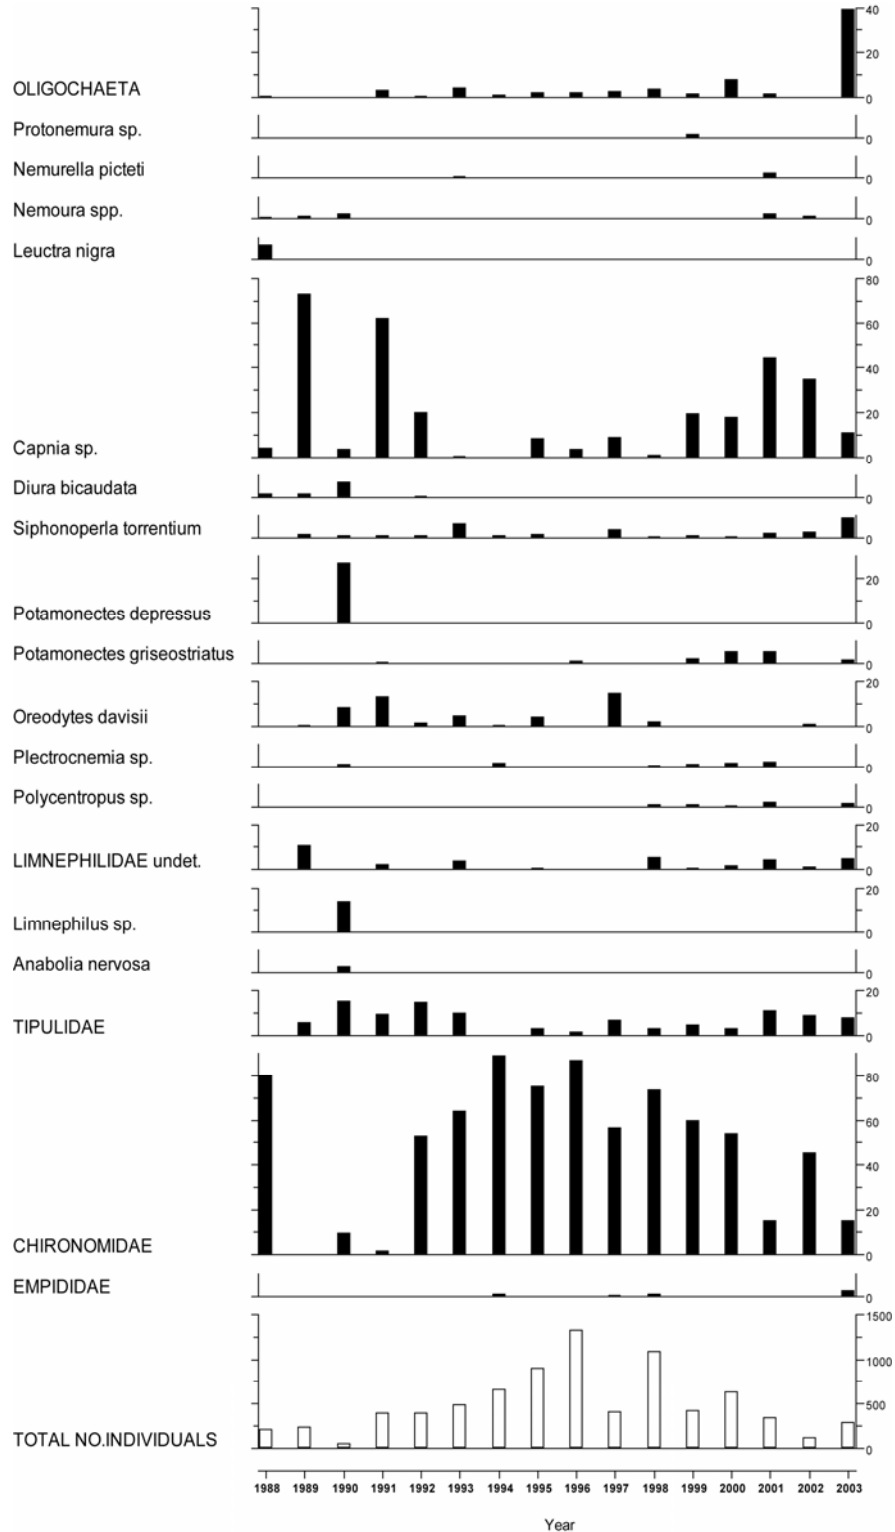 40
20
OLIGOCHAETA
0
Protonemura sp.
0
Nemurella picteti
0
Nemoura spp.
0
Leuctra nigra
0
80
60
40
20
Capnia sp.
0
Diura bicaudata
0
Siphonoperla torrentium
0
20
Potamonectes depressus
0
Potamonectes griseostriatus
0
20
Oreodytes davisii
0
Plectrocnemia sp.
0
Polycentropus sp.
0
20
LIMNEPHILIDAE undet.
0
20
Limnephilus sp.
0
Anabolia nervosa
0
20
TIPULIDAE
0
80
60
40
20
CHIRONOMIDAE
0
EMPIDIDAE
0
1500
1000
500
TOTAL NO.INDIVIDUALS
0
1988 1989 1990 1991 1992 1993 1994 1995 1996 1997 1998 1999 2000 2001 2002 2003
Year